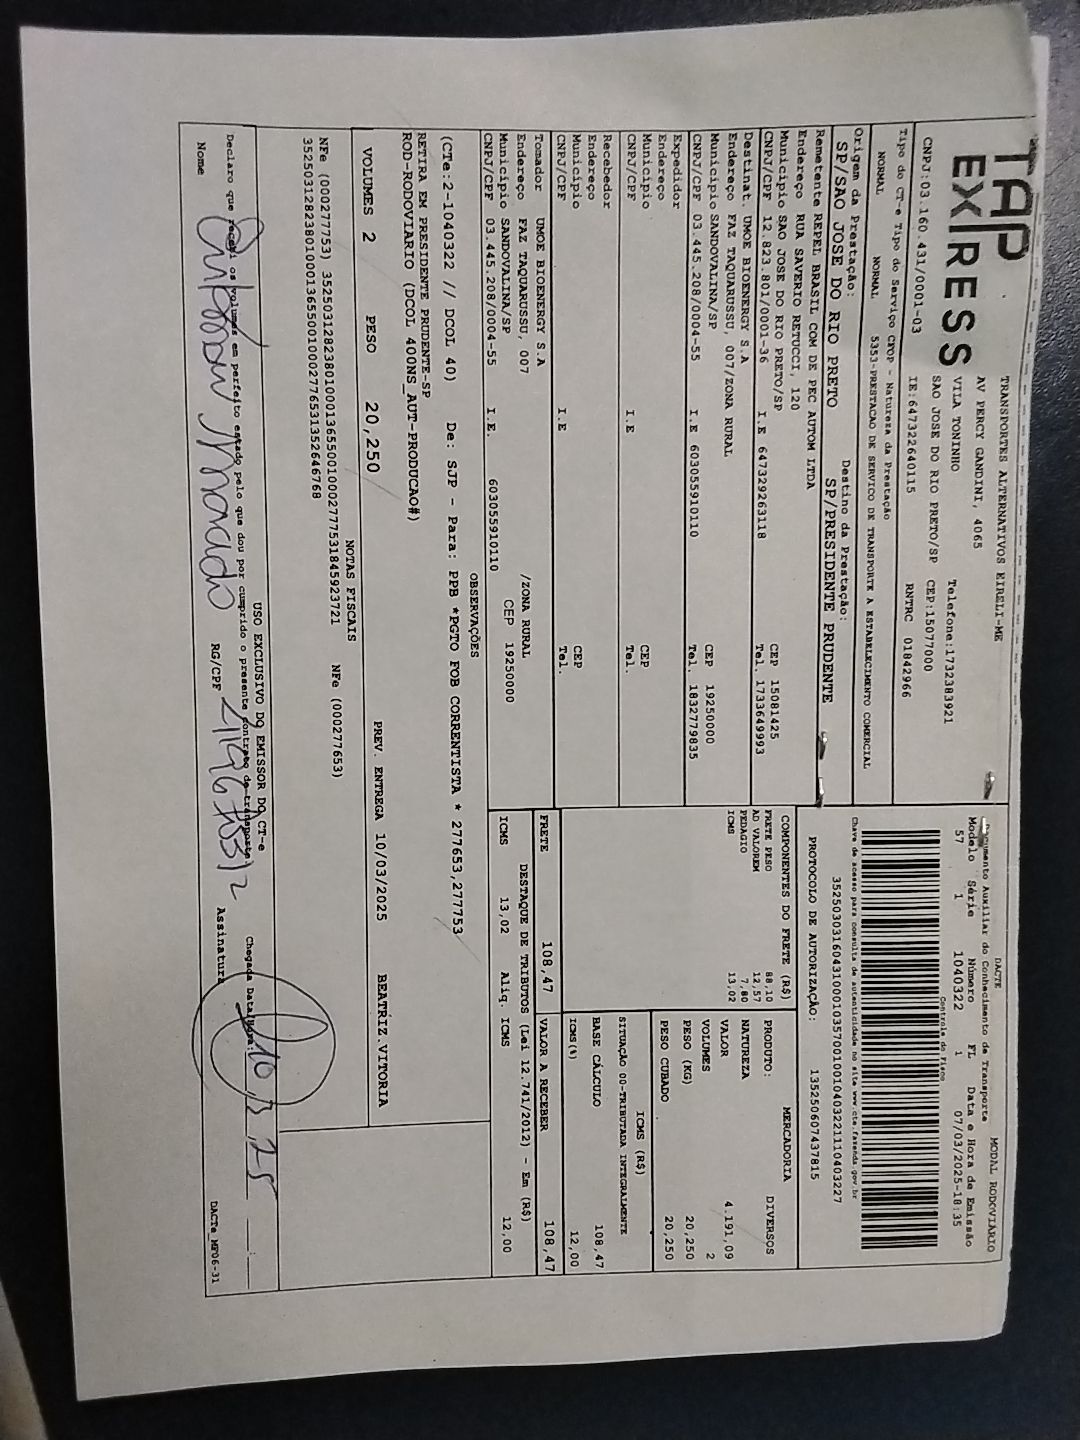 TAP
EXPRESS
CNPJ:03.160.431/0001-03
TRANSPORTES ALTERNATIVOS EIRELI-ME
AV PERCY GANDINI, 4065
VILA TONINHO Telefone:1732383921
SAO JOSE DO RIO PRETO/SP CEP:15077000
IE:647322640115 RNTRC 01842966
DACTE MODAL RODOVIÁRIO
Documento Auxiliar do Conhecimento de Transporte
Modelo Série Número FL Data e Hora de Emissão
57 1 1040322 1 07/03/2025-18:35
Controle do Fisco
Tipo do CT-e Tipo do Serviço CFOP - Natureza da Prestação
NORMAL NORMAL 5353-PRESTACAO DE SERVICO DE TRANSPORTE A ESTABELECIMENTO COMERCIAL
Chave de acesso para consulta de autenticidade no site www.cte.fazenda.gov.br
35250303160431000103570010010403221110403227
Origem da Prestação: Destino da Prestação:
SP/SAO JOSE DO RIO PRETO SP/PRESIDENTE PRUDENTE
PROTOCOLO DE AUTORIZAÇÃO: 135250607437815
Remetente REPEL BRASIL COM DE PEC AUTOM LTDA
Endereço RUA SAVERIO RETUCCI, 120
Município SAO JOSE DO RIO PRETO/SP CEP 15081425
CNPJ/CPF 12.823.801/0001-36 I.E 647329263118 Tel. 1733649993
Destinat. UMOE BIOENERGY S.A
Endereço FAZ TAQUARUSSU, 007/ZONA RURAL
Município SANDOVALINA/SP CEP 19250000
CNPJ/CPF 03.445.208/0004-55 I.E 603055910110 Tel. 1832779835
Expedidor
Endereço
Município CEP
CNPJ/CPF I.E Tel.
Recebedor
Endereço
Município CEP
CNPJ/CPF I.E Tel.
Tomador UMOE BIOENERGY S.A
Endereço FAZ TAQUARUSSU, 007 /ZONA RURAL
Município SANDOVALINA/SP CEP 19250000
CNPJ/CPF 03.445.208/0004-55 I.E. 603055910110
COMPONENTES DO FRETE (R$)
FRETE PESO 88,10
AD VALOREM 12,57
PEDAGIO 7,80
ICMS 13,02
MERCADORIA
PRODUTO: DIVERSOS
NATUREZA
VALOR 4.191,09
VOLUMES 2
PESO (KG) 20,250
PESO CUBADO 20,250
ICMS (R$)
SITUAÇÃO 00-TRIBUTADA INTEGRALMENTE
BASE CÁLCULO 108,47
ICMS(%) 12,00
FRETE 108,47 VALOR A RECEBER 108,47
DESTAQUE DE TRIBUTOS (Lei 12.741/2012) - Em (R$)
ICMS 13,02 Aliq. ICMS 12,00
OBSERVAÇÕES
(CTe:2-1040322 // DCOL 40) De: SJP - Para: PPB *PGTO FOB CORRENTISTA * 277653,277753
RETIRA EM PRESIDENTE PRUDENTE-SP
ROD-RODOVIARIO (DCOL 400NS_AUT-PRODUCAO#)
VOLUMES 2 PESO 20,250 PREV. ENTREGA 10/03/2025 BEATRIZ.VITORIA
NOTAS FISCAIS
NFe (000277753) 35250312823801000136550010002777531845923721 NFe (000277653)
35250312823801000136550010002776531352646768
USO EXCLUSIVO DO EMISSOR DO CT-e
Declaro que recebi os volumes em perfeito estado pelo que dou por cumprido o presente contrato de transporte. Chegada Data/Hora:
Nome RG/CPF Assinatura
DACTe_MP06-31